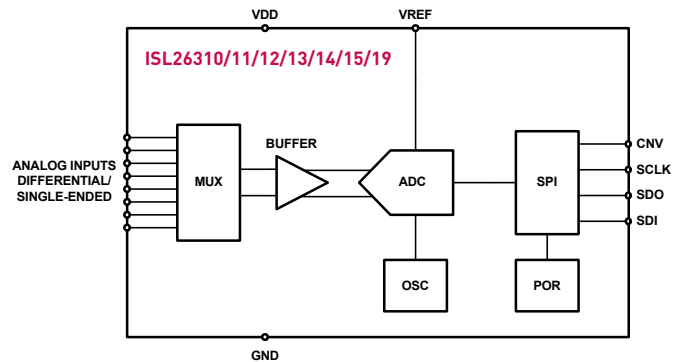 VDD
VREF
ISL26310/11/12/13/14/15/19
ANALOG INPUTS
DIFFERENTIAL/
SINGLE-ENDED
MUX
BUFFER
ADC
SPI
CNV
SCLK
SDO
SDI
OSC
POR
GND